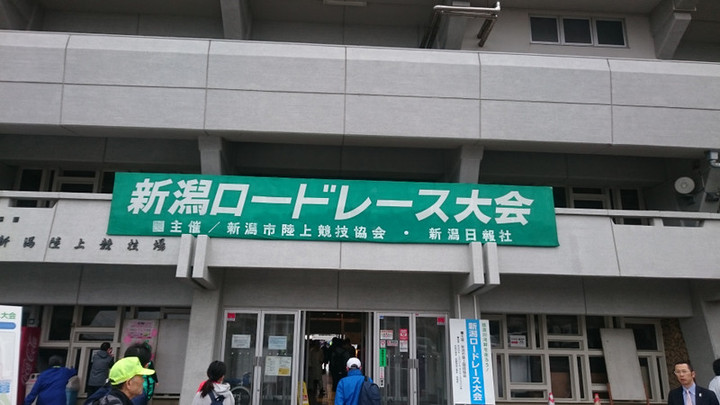 新潟ロードレース大会
主催／新潟市陸上競技協会・新潟日報社
新潟陸上競技場
大会
新潟ロードレース大会